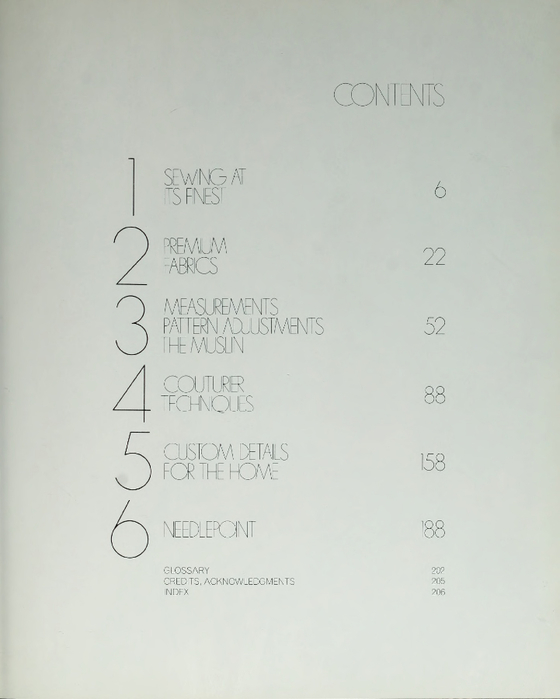 CONTENTS
1 SEWING AT
ITS FINEST 6
2 PREMIUM
FABRICS 22
3 MEASUREMENTS
PATTERN ADJUSTMENTS 52
THE MUSLIN
4 COUTURIER
TECHNIQUES 88
5 CUSTOM DETAILS
FOR THE HOME 158
6 NEEDLEPOINT 188
GLOSSARY 202
CREDITS, ACKNOWLEDGMENTS 205
INDEX 206